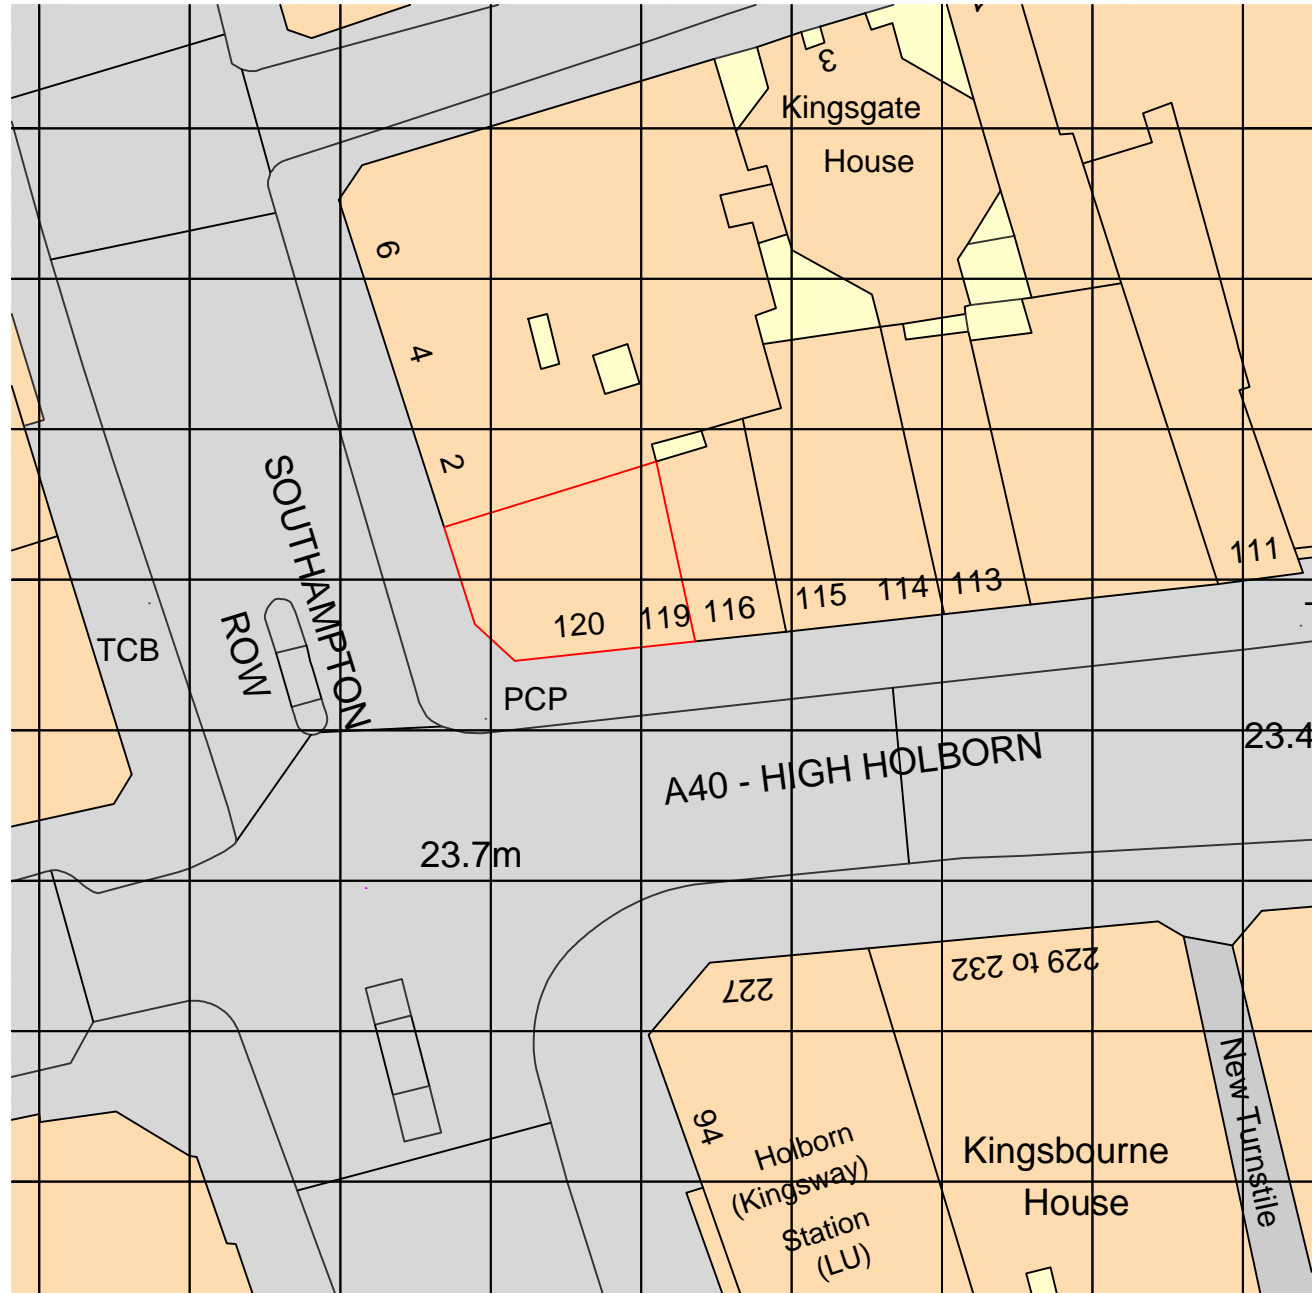 3
Kingsgate
House
6
4
2
SOUTHAMPTON
ROW
TCB
120
119
116
115
114
113
111
PCP
A40 - HIGH HOLBORN
23.4
23.7m
227
229 to 232
94
Holborn
(Kingsway)
Station
(LU)
Kingsbourne
House
New Turnstile